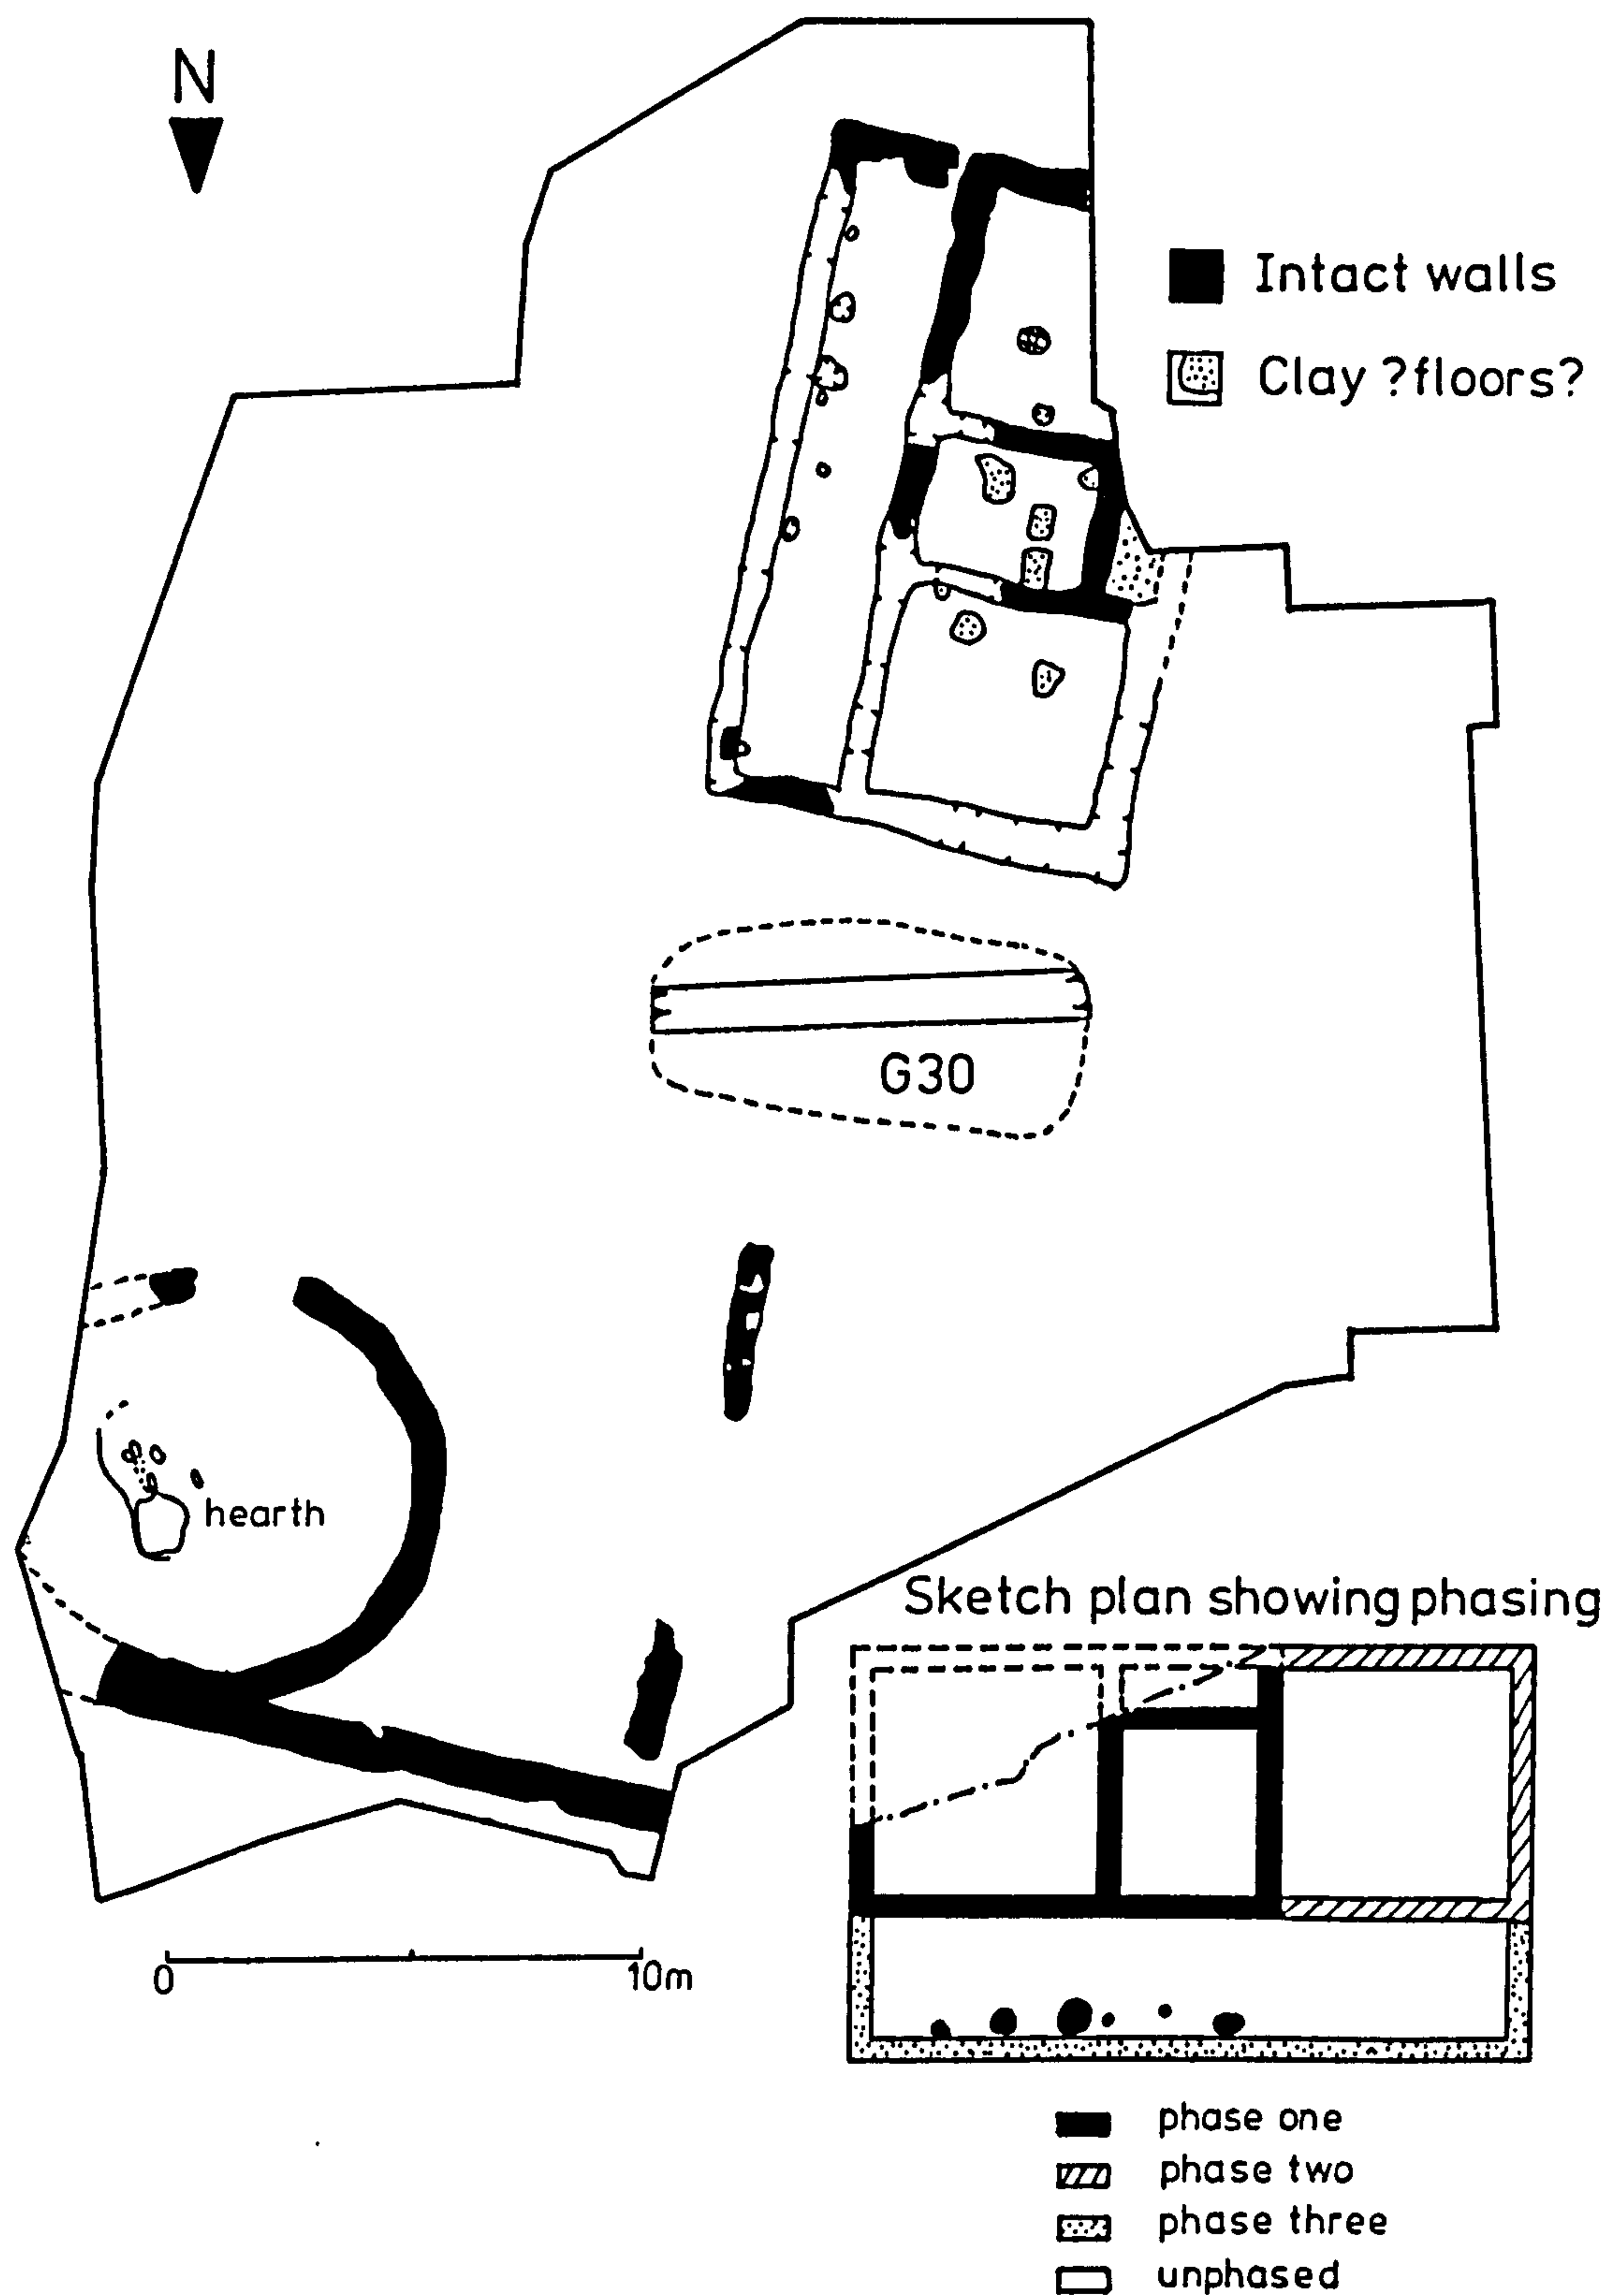 N
Intact walls
Clay ?floors?
G30
hearth
Sketch plan showing phasing
0 10m
phase one
phase two
phase three
unphased